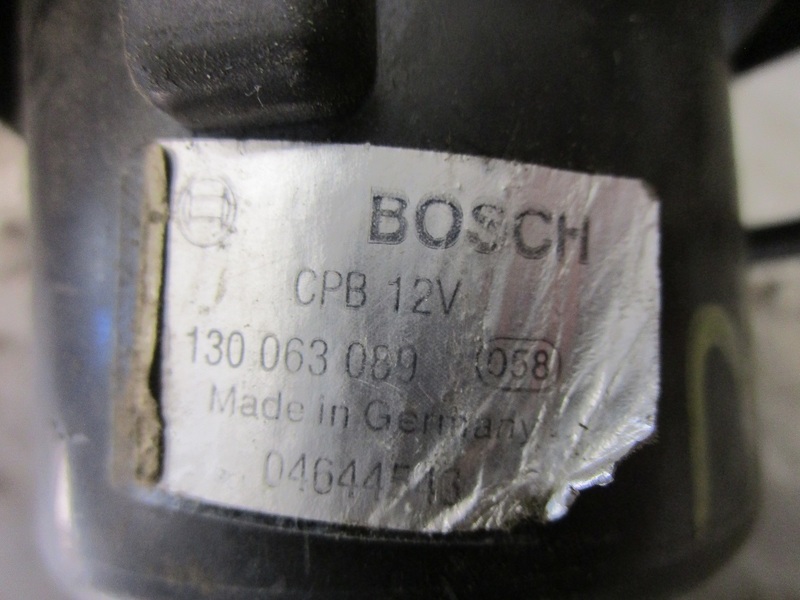 BOSCH
CPB 12V
130 063 089 058
Made in Germany